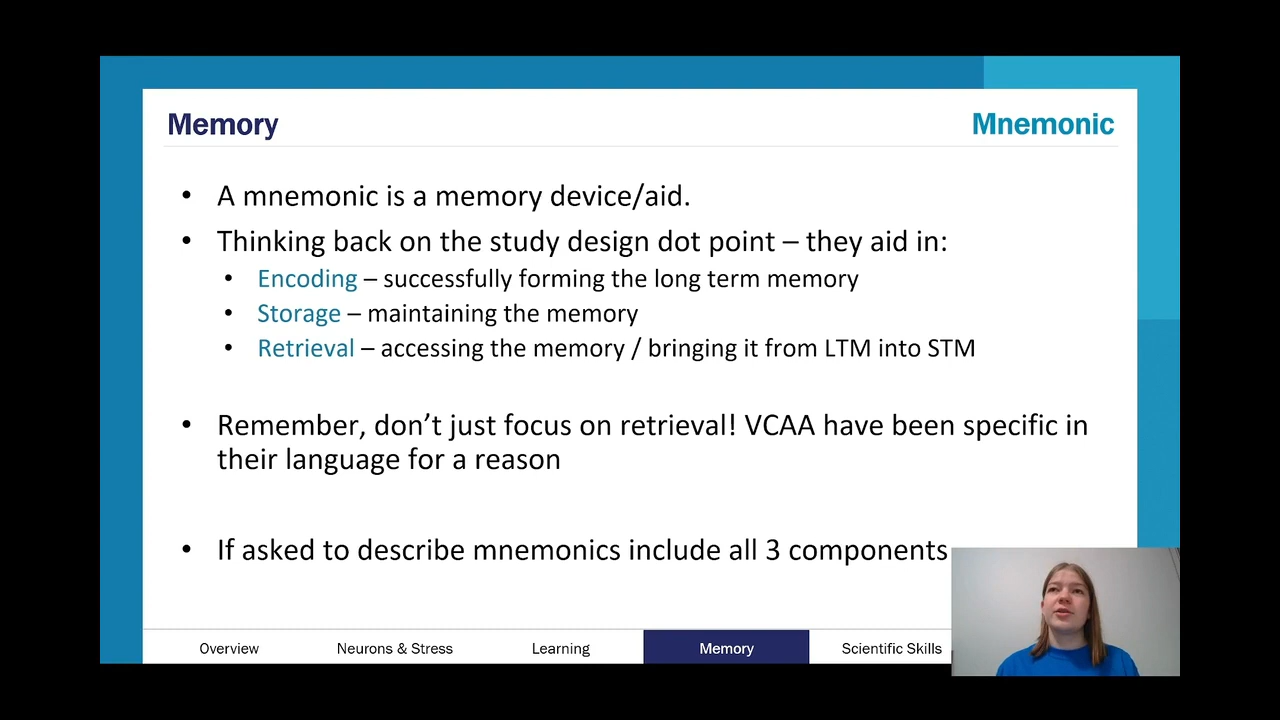 Memory
Mnemonic
• A mnemonic is a memory device/aid.
• Thinking back on the study design dot point – they aid in:
• Encoding – successfully forming the long term memory
• Storage – maintaining the memory
• Retrieval – accessing the memory / bringing it from LTM into STM
• Remember, don’t just focus on retrieval! VCAA have been specific in
their language for a reason
• If asked to describe mnemonics include all 3 components
Overview
Neurons & Stress
Learning
Memory
Scientific Skills